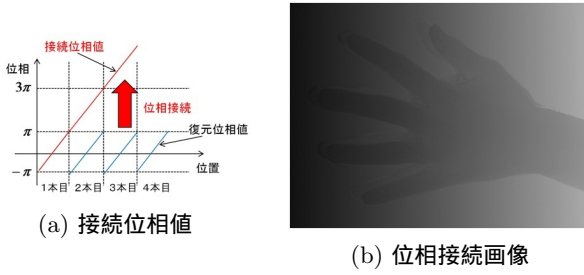 接続位相値
位相
3π
位相接続
復元位相値
π
位置
−π
1本目 2本目 3本目 4本目
(a) 接続位相値
(b) 位相接続画像